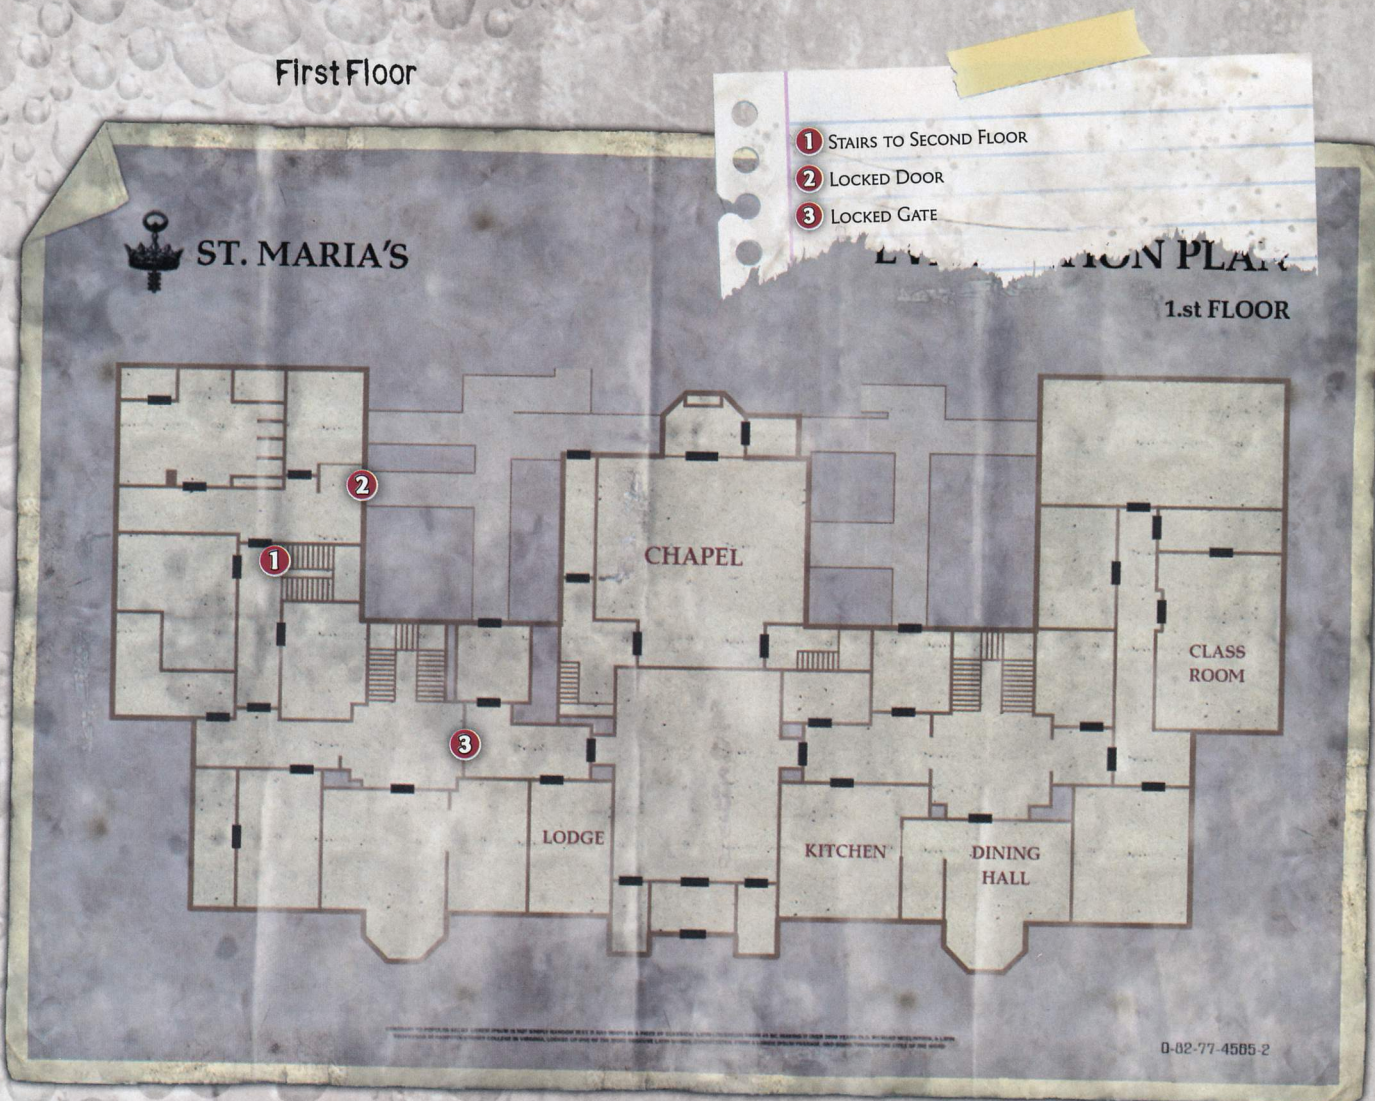 First Floor
1 STAIRS TO SECOND FLOOR
2 LOCKED DOOR
3 LOCKED GATE
ST. MARIA'S
PLAN
1.st FLOOR
2
1
CHAPEL
CLASS
ROOM
3
LODGE
KITCHEN
DINING
HALL
0-82-77-4585-2